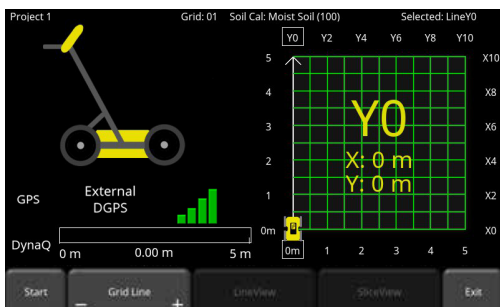 Project 1 Grid: 01 Soil Cal: Moist Soil (100) Selected: LineY0
Y0 Y2 Y4 Y6 Y8 Y10
5 X10
4 X8
3 X6
2 X4
1 X2
0m X0
Y0
X: 0 m
Y: 0 m
0m 1 2 3 4 5
GPS External DGPS
DynaQ 0 m 0.00 m 5 m
Start - Grid Line + LineView SliceView Exit